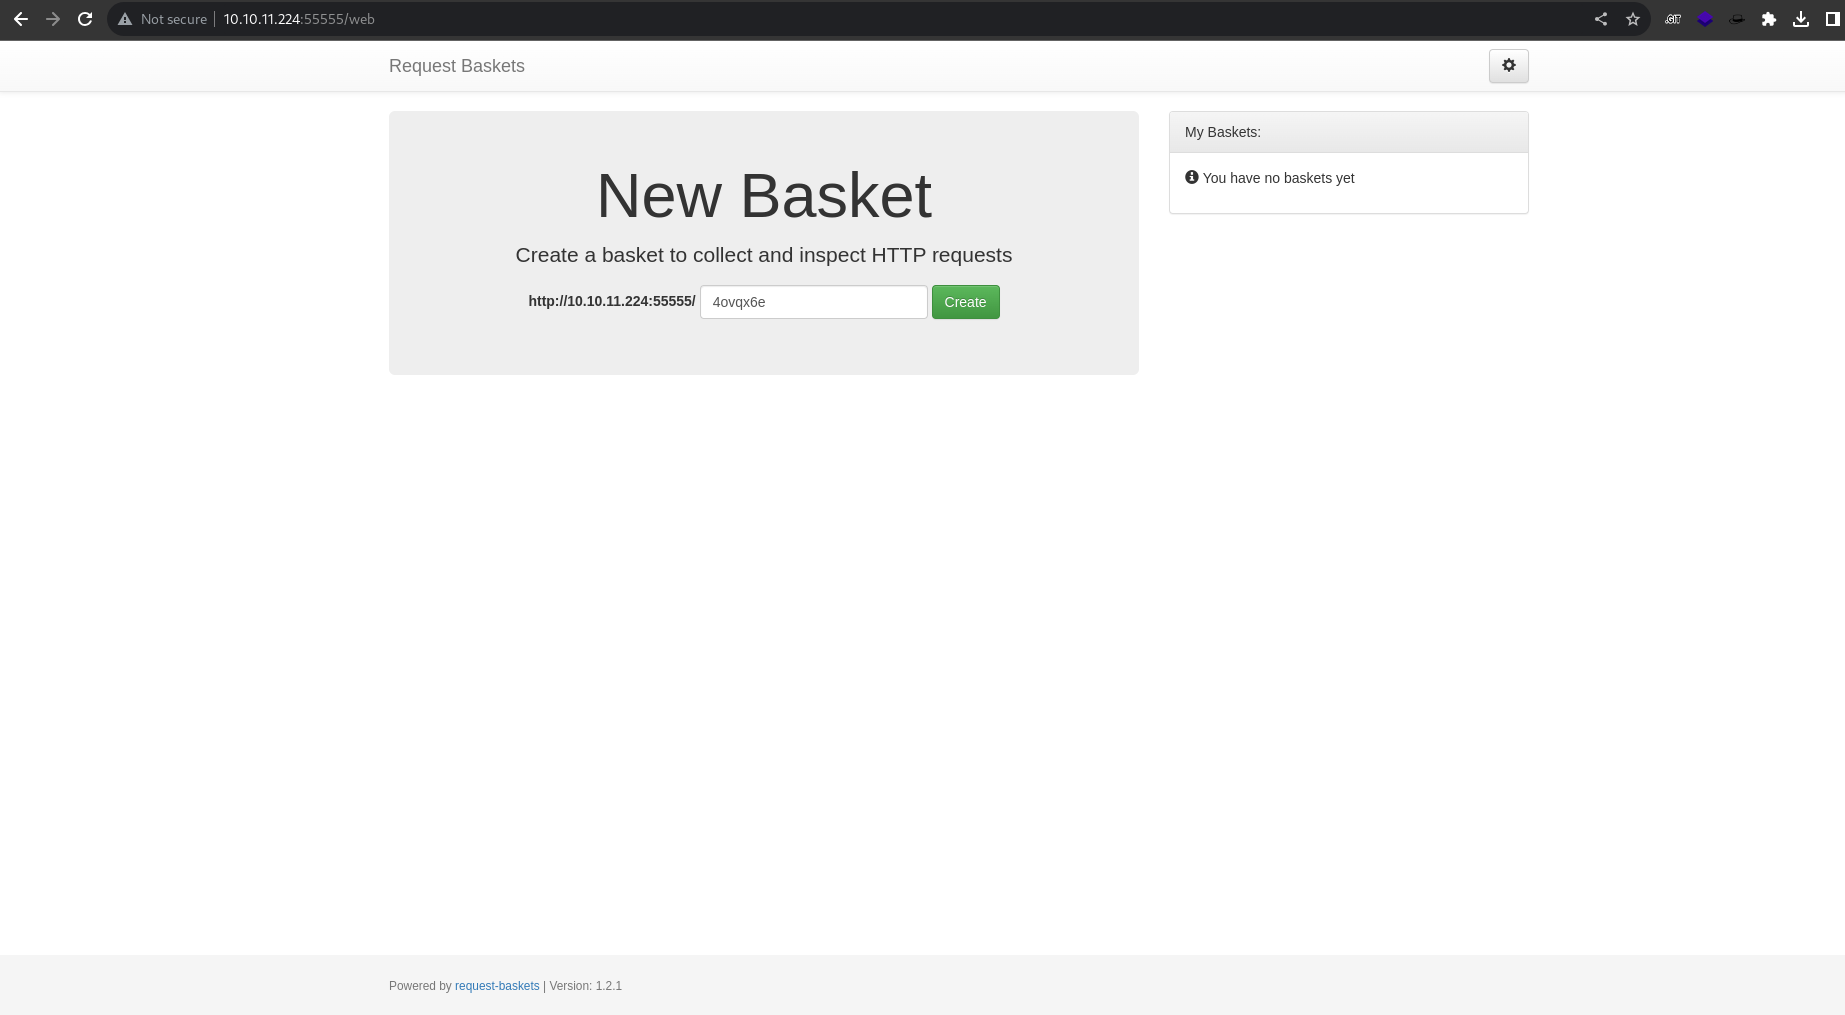 Not secure | 10.10.11.224:55555/web
Request Baskets
New Basket
Create a basket to collect and inspect HTTP requests
http://10.10.11.224:55555/ 4ovqx6e Create
My Baskets:
You have no baskets yet
Powered by request-baskets | Version: 1.2.1